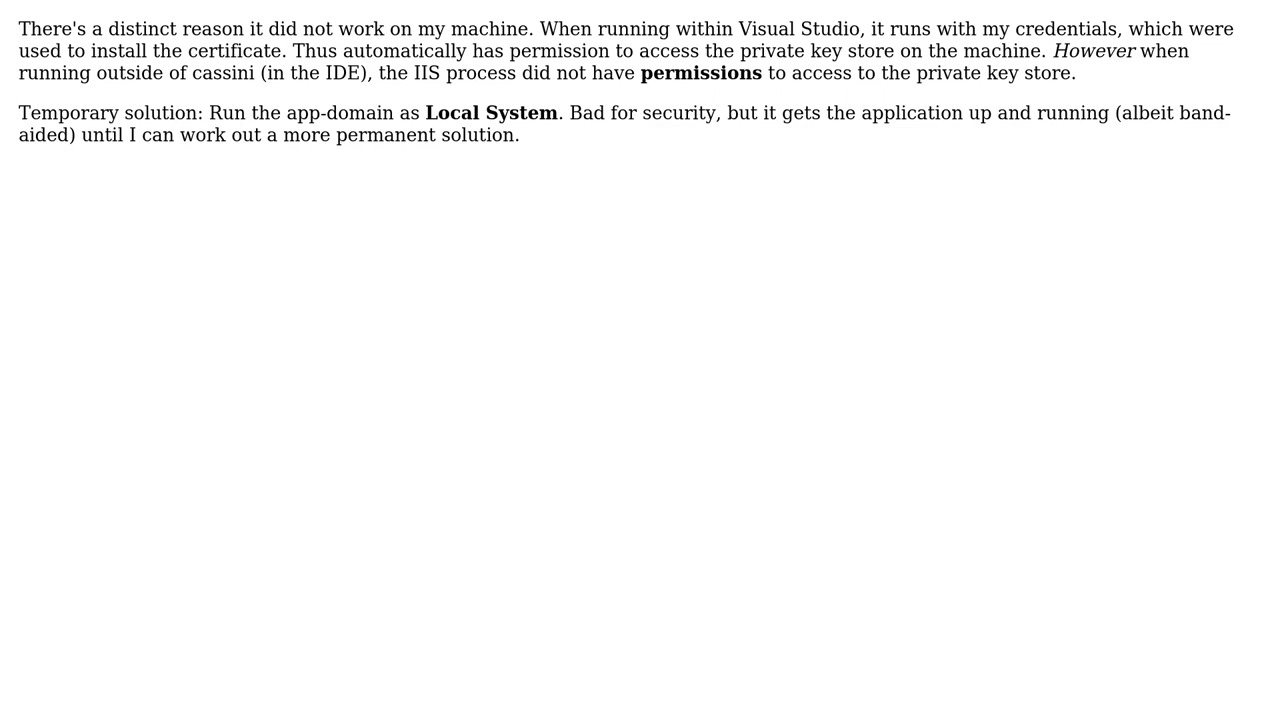 There's a distinct reason it did not work on my machine. When running within Visual Studio, it runs with my credentials, which were
used to install the certificate. Thus automatically has permission to access the private key store on the machine. However when
running outside of cassini (in the IDE), the IIS process did not have permissions to access to the private key store.
Temporary solution: Run the app-domain as Local System. Bad for security, but it gets the application up and running (albeit band-
aided) until I can work out a more permanent solution.